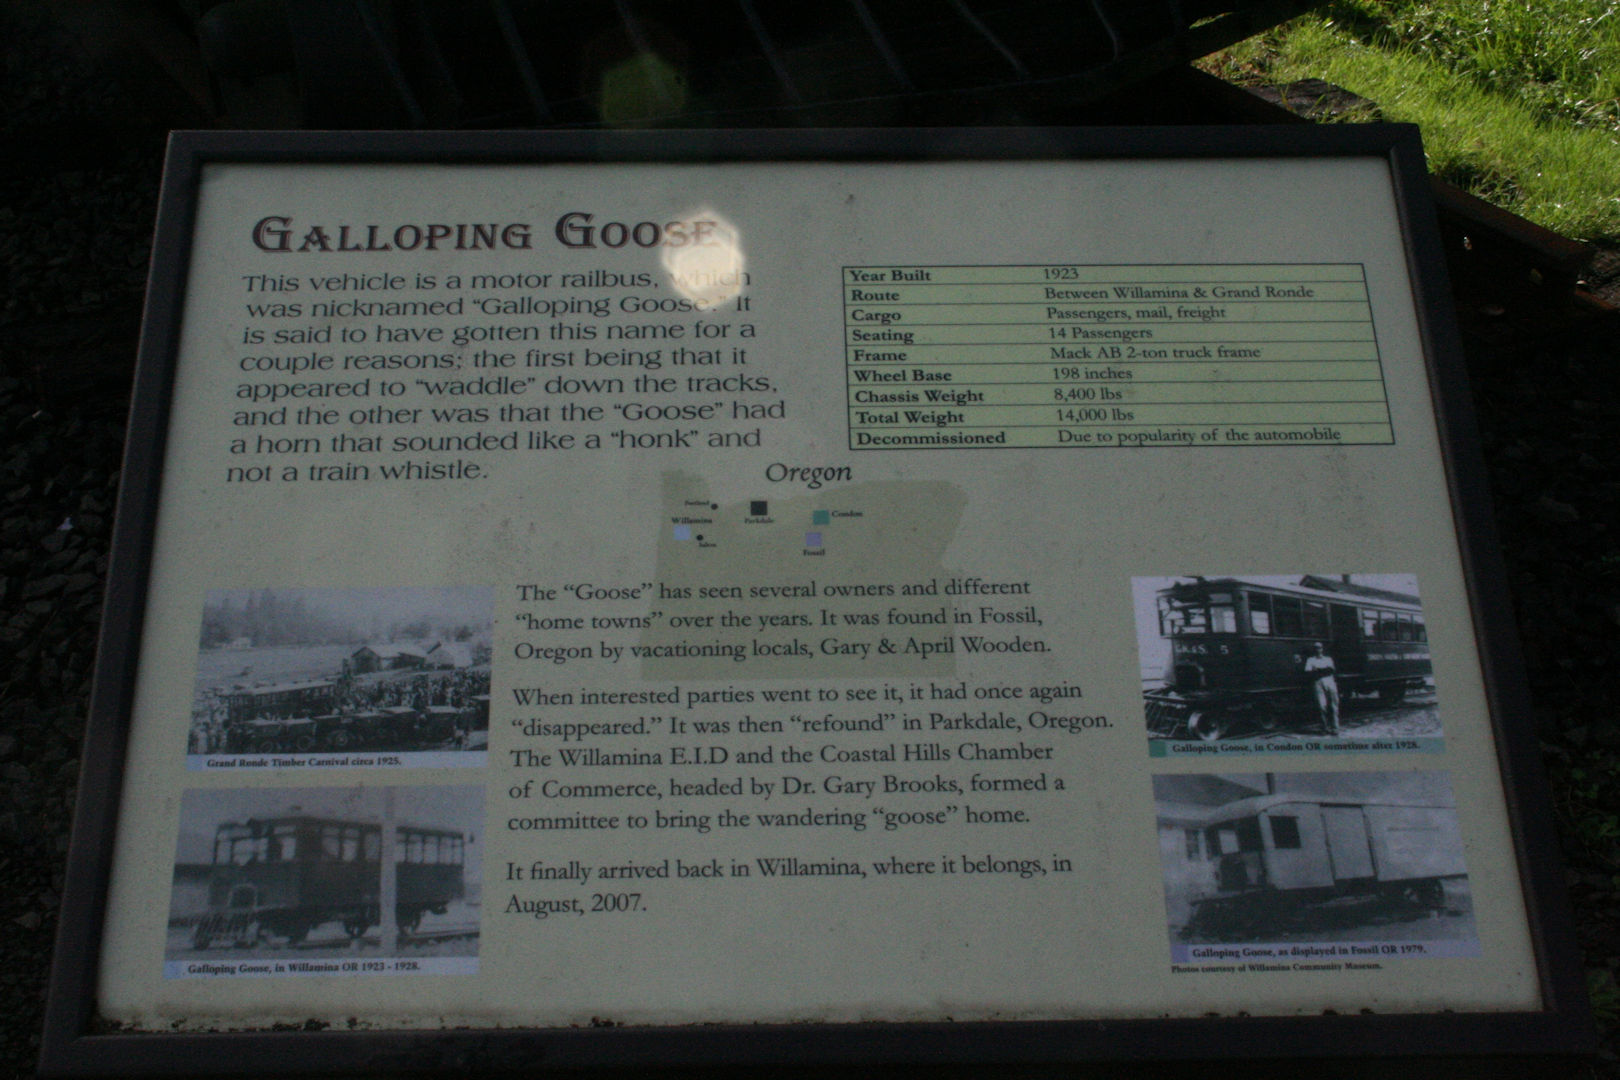 GALLOPING GOOSE
This vehicle is a motor railbus, which
was nicknamed “Galloping Goose.” It
is said to have gotten this name for a
couple reasons; the first being that it
appeared to “waddle” down the tracks,
and the other was that the “Goose” had
a horn that sounded like a “honk” and
not a train whistle.
Year Built 1923
Route Between Willamina & Grand Ronde
Cargo Passengers, mail, freight
Seating 14 Passengers
Frame Mack AB 2-ton truck frame
Wheel Base 198 inches
Chassis Weight 8,400 lbs
Total Weight 14,000 lbs
Decommissioned Due to popularity of the automobile
Oregon
Portland
Willamina
Salem
Parkdale
Condon
Fossil
The “Goose” has seen several owners and different
“home towns” over the years. It was found in Fossil,
Oregon by vacationing locals, Gary & April Wooden.
When interested parties went to see it, it had once again
“disappeared.” It was then “refound” in Parkdale, Oregon.
The Willamina E.I.D and the Coastal Hills Chamber
of Commerce, headed by Dr. Gary Brooks, formed a
committee to bring the wandering “goose” home.
It finally arrived back in Willamina, where it belongs, in
August, 2007.
Grand Ronde Timber Carnival circa 1925.
Galloping Goose, in Willamina OR 1923 - 1928.
5
5
Galloping Goose, in Condon OR sometime after 1928.
Galloping Goose, as displayed in Fossil OR 1979.
Photos courtesy of Willamina Community Museum.